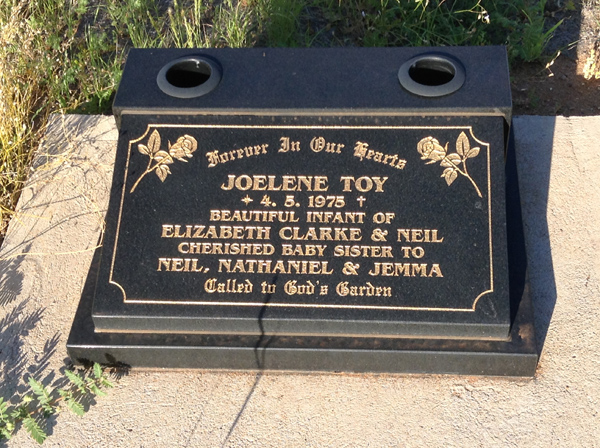 Forever In Our Hearts
JOELENE TOY
✦ 4. 5. 1975 †
BEAUTIFUL INFANT OF
ELIZABETH CLARKE & NEIL
CHERISHED BABY SISTER TO
NEIL, NATHANIEL & JEMMA
Called to God's Garden